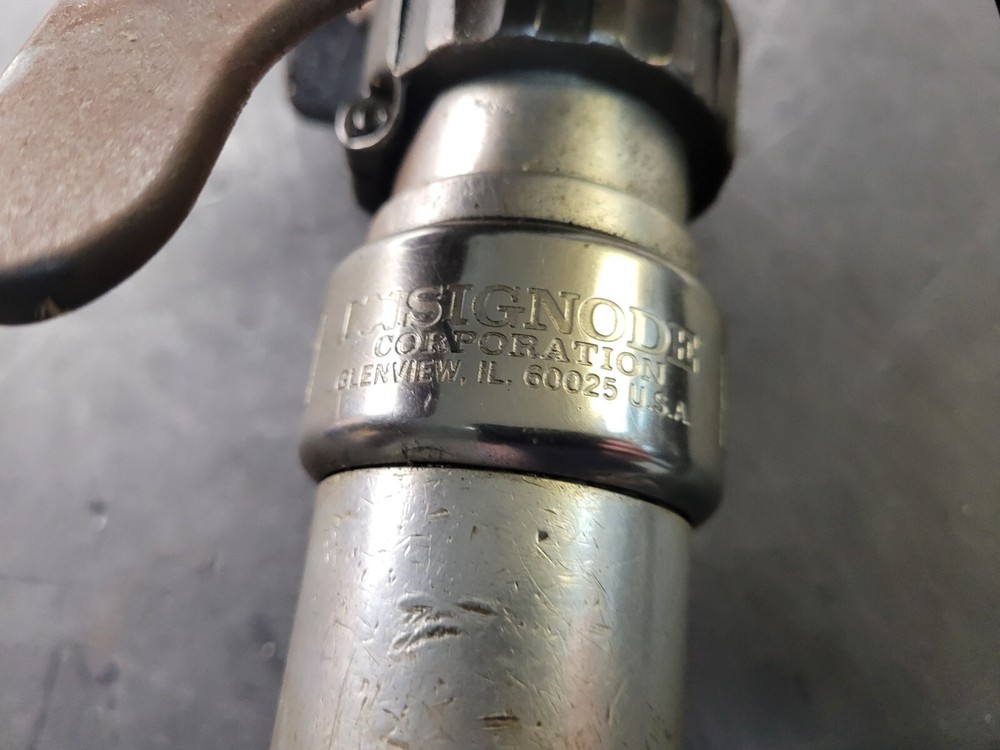 SIGNODE
CORPORATION
GLENVIEW, IL. 60025 U.S.A.